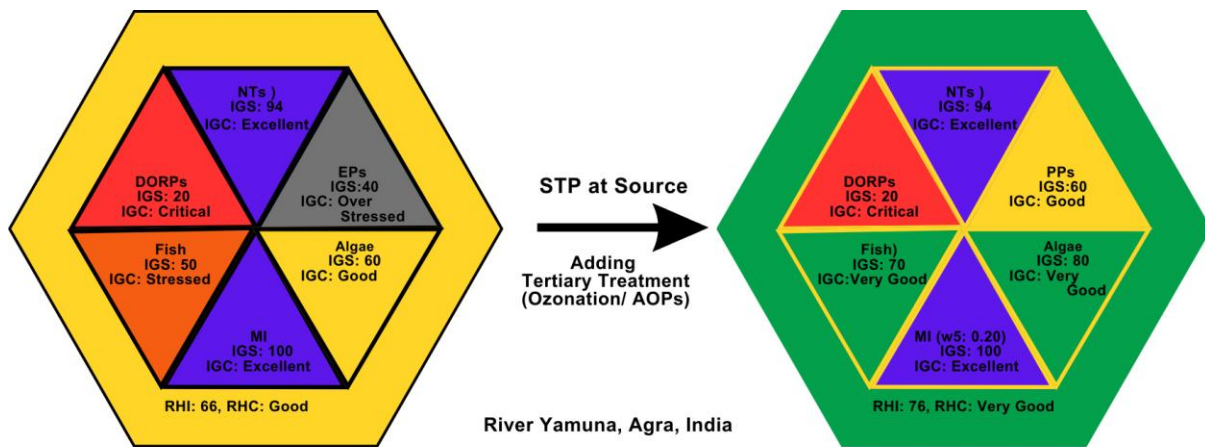 NTs )
IGS: 94
IGC: Excellent
DORPs
IGS: 20
IGC: Critical
EPs
IGS:40
IGC: Over
Stressed
Fish
IGS: 50
IGC: Stressed
Algae
IGS: 60
IGC: Good
MI
IGS: 100
IGC: Excellent
RHI: 66, RHC: Good
STP at Source
Adding
Tertiary Treatment
(Ozonation/ AOPs)
River Yamuna, Agra, India
NTs )
IGS: 94
IGC: Excellent
DORPs
IGS: 20
IGC: Critical
PPs
IGS:60
IGC: Good
Fish)
IGS: 70
IGC:Very Good
Algae
IGS: 80
IGC: Very
Good
MI (w5: 0.20)
IGS: 100
IGC: Excellent
RHI: 76, RHC: Very Good